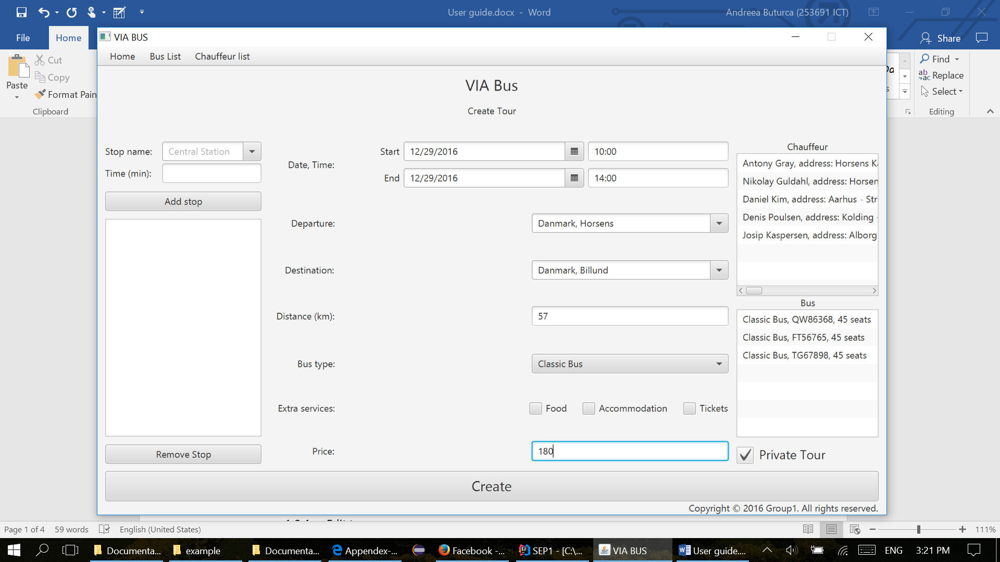 User guide.docx - Word
Andreea Buturca (253691 ICT)
File
Home
Share
Paste
Cut
Copy
Format Pain
Clipboard
Find
Replace
Select
Editing
VIA BUS
Home
Bus List
Chauffeur list
VIA Bus
Create Tour
Stop name:
Central Station
Time (min):
Add stop
Remove Stop
Date, Time:
Start
12/29/2016
10:00
End
12/29/2016
14:00
Departure:
Danmark, Horsens
Destination:
Danmark, Billund
Distance (km):
57
Bus type:
Classic Bus
Extra services:
Food
Accommodation
Tickets
Price:
180
Chauffeur
Antony Gray, address: Horsens Ka
Nikolay Guldahl, address: Horsen
Daniel Kim, address: Aarhus - Str
Denis Poulsen, address: Kolding -
Josip Kaspersen, address: Alborg
Bus
Classic Bus, QW86368, 45 seats
Classic Bus, FT56765, 45 seats
Classic Bus, TG67898, 45 seats
Private Tour
Create
Copyright © 2016 Group1. All rights reserved.
Page 1 of 4
59 words
English (United States)
111%
Documenta...
example
Documenta...
Appendex-...
Facebook -...
SEP1 - [C:\...
VIA BUS
User guide....
ENG
3:21 PM